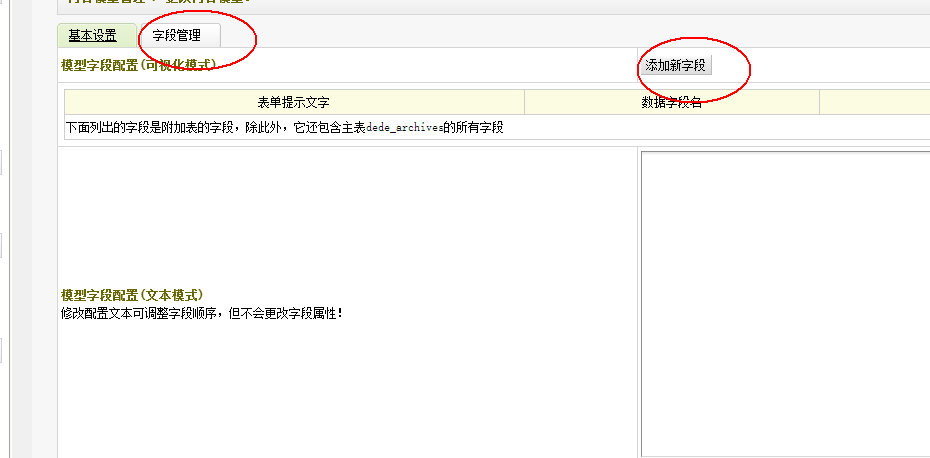 基本设置 字段管理
模型字段配置(可视化模式) 添加新字段
表单提示文字 数据字段名
下面列出的字段是附加表的字段，除此外，它还包含主表dede_archives的所有字段
模型字段配置(文本模式)
修改配置文本可调整字段顺序，但不会更改字段属性！